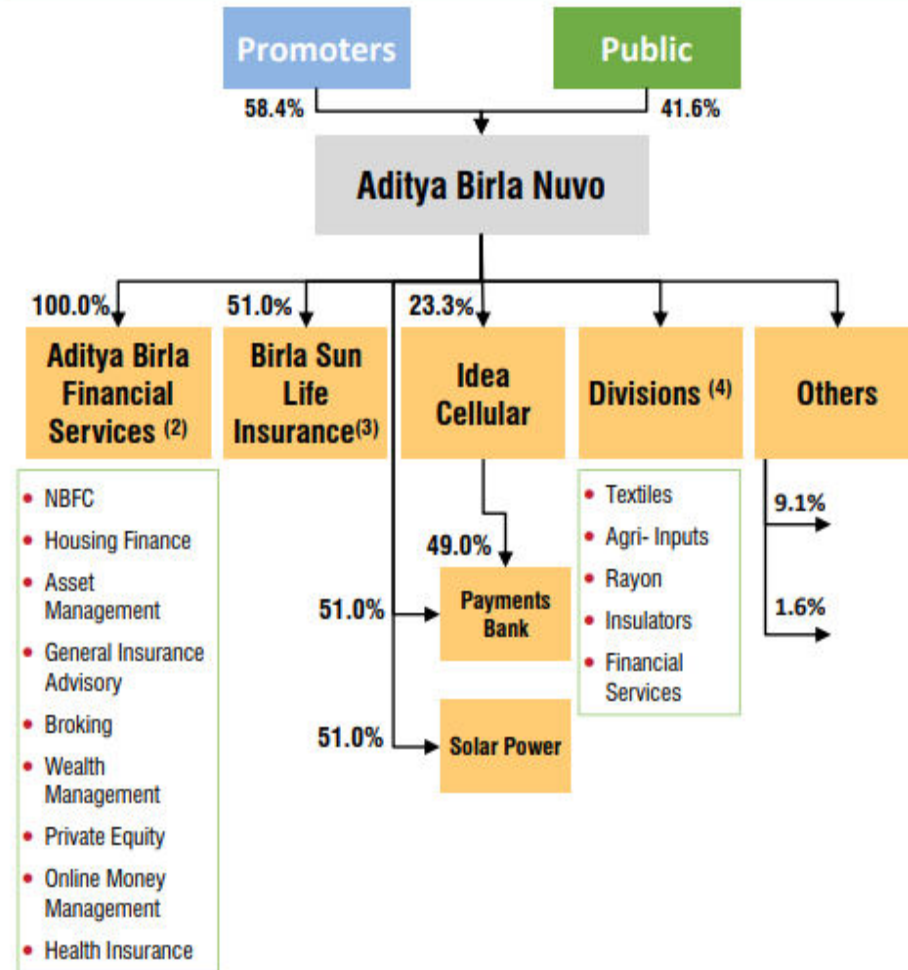 Promoters
Public
58.4%
41.6%
Aditya Birla Nuvo
100.0%
51.0%
23.3%
Aditya Birla
Financial
Services (2)
Birla Sun
Life
Insurance(3)
Idea
Cellular
Divisions (4)
Others
• NBFC
• Housing Finance
• Asset
Management
• General Insurance
Advisory
• Broking
• Wealth
Management
• Private Equity
• Online Money
Management
• Health Insurance
49.0%
51.0%
Payments
Bank
51.0%
Solar Power
• Textiles
• Agri- Inputs
• Rayon
• Insulators
• Financial
Services
9.1%
1.6%